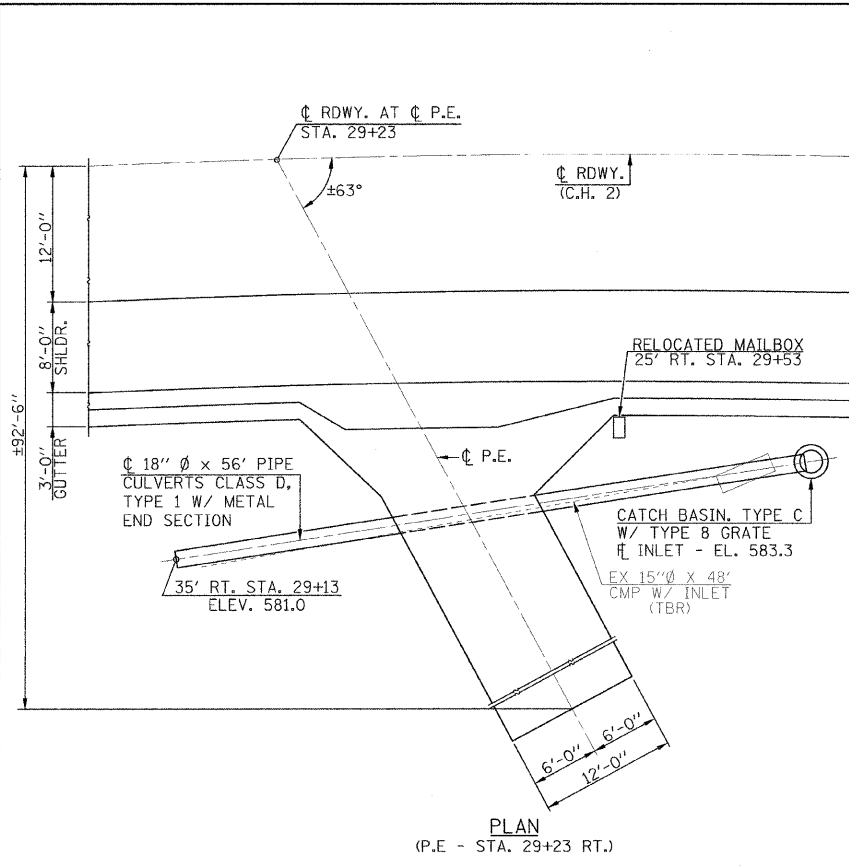 ℄ RDWY. AT ℄ P.E.
STA. 29+23
±63°
℄ RDWY.
(C.H. 2)
12'-0"
8'-0"
SHLDR.
±92'-6"
3'-0"
GUTTER
RELOCATED MAILBOX
25' RT. STA. 29+53
℄ P.E.
℄ 18" Ø x 56' PIPE
CULVERTS CLASS D,
TYPE 1 W/ METAL
END SECTION
CATCH BASIN, TYPE C
W/ TYPE 8 GRATE
INLET - EL. 583.3
35' RT. STA. 29+13
ELEV. 581.0
EX 15"Ø X 48'
CMP W/ INLET
(TBR)
6'-0"
6'-0"
12'-0"
PLAN
(P.E - STA. 29+23 RT.)